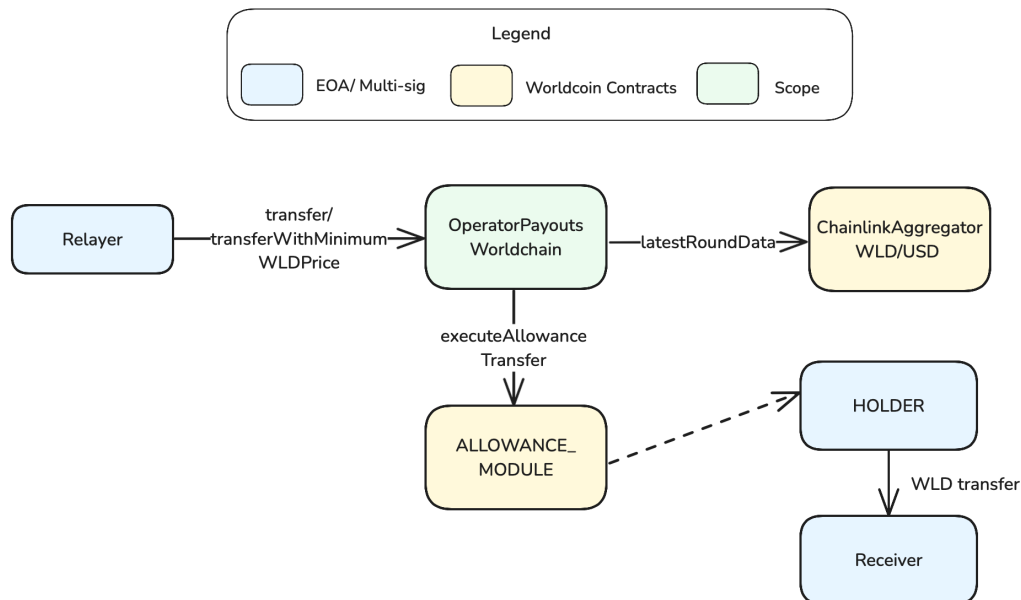 Legend
EOA/ Multi-sig
Worldcoin Contracts
Scope
Relayer
transfer/
transferWithMinimum
WLDPrice
OperatorPayouts
Worldchain
latestRoundData
ChainlinkAggregator
WLD/USD
executeAllowance
Transfer
ALLOWANCE_
MODULE
HOLDER
WLD transfer
Receiver